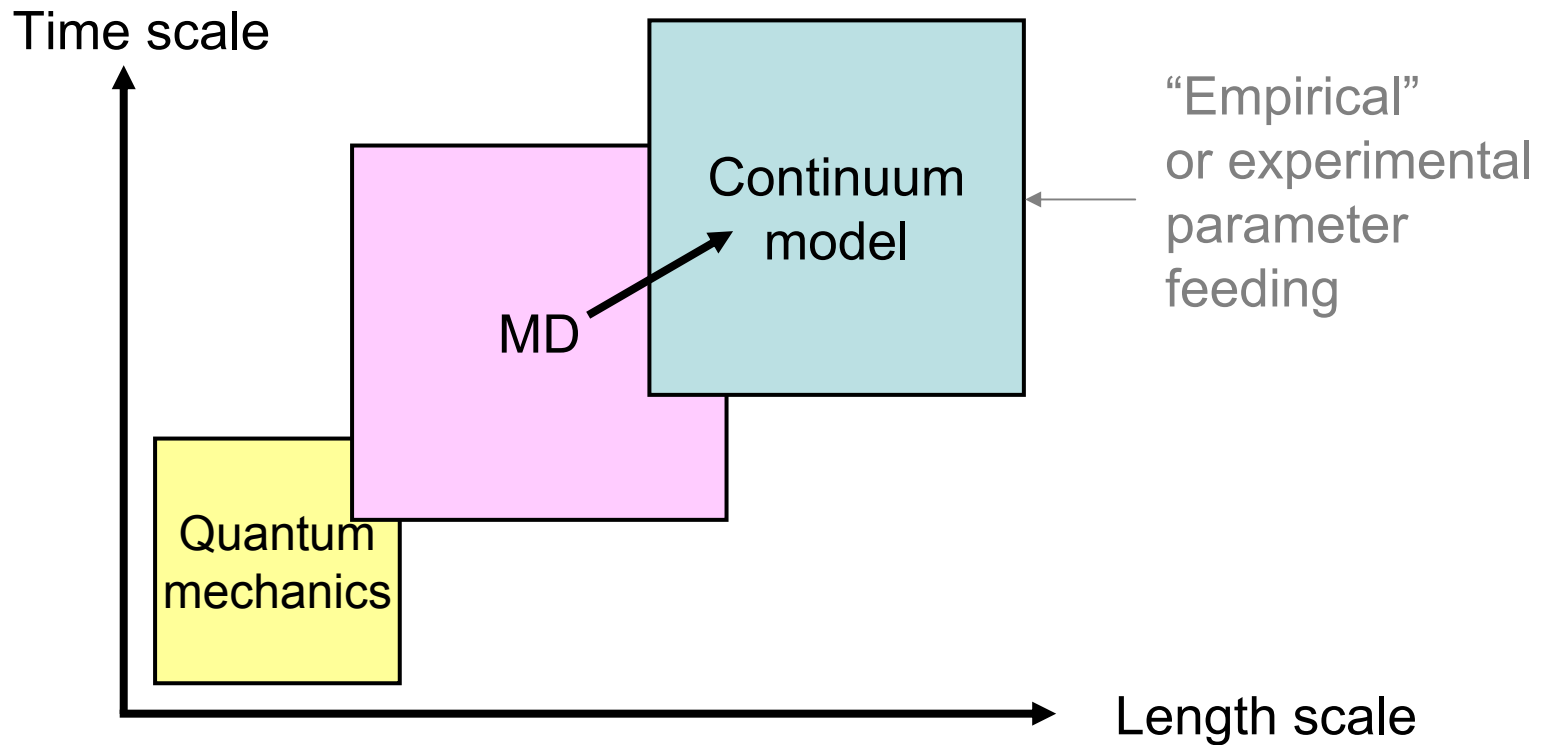 Time scale
“Empirical”
or experimental
parameter
feeding
Continuum
model
MD
Quantum
mechanics
Length scale